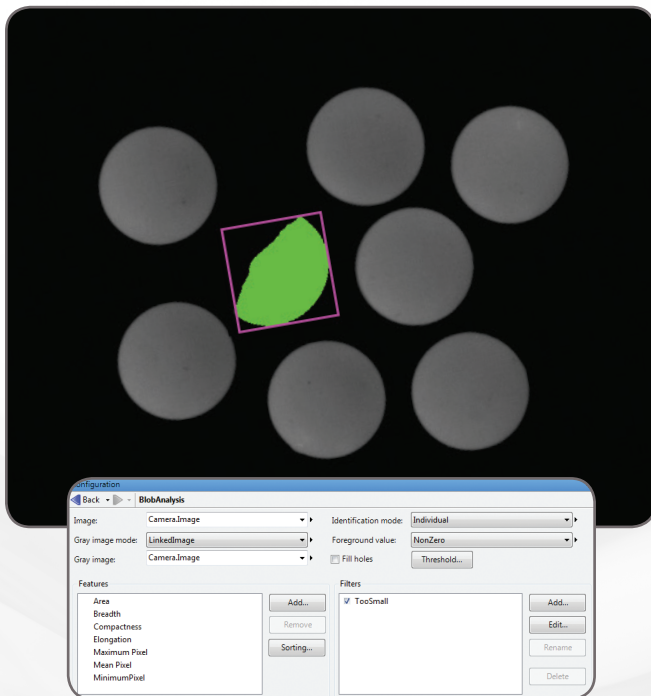 Configuration
Back BlobAnalysis
Image: Camera.Image Identification mode: Individual
Gray image mode: LinkedImage Foreground value: NonZero
Gray image: Camera.Image Fill holes Threshold...
Features Filters
Area Add... TooSmall Add...
Breadth
Compactness Remove Edit...
Elongation
Maximum Pixel Sorting... Rename
Mean Pixel
MinimumPixel Delete